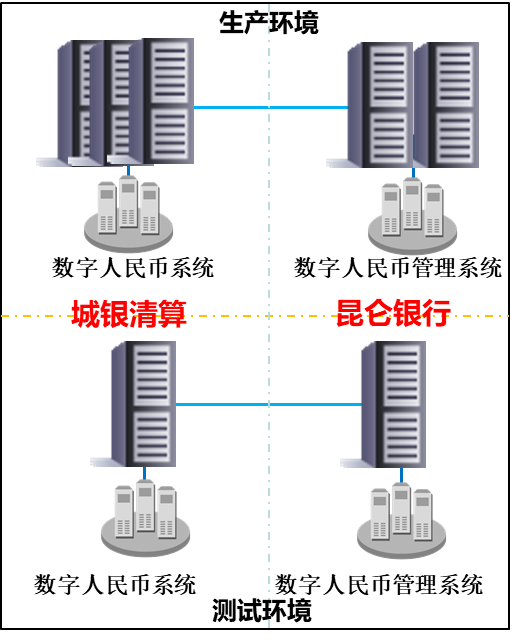 生产环境
数字人民币系统
数字人民币管理系统
城银清算
昆仑银行
数字人民币系统
数字人民币管理系统
测试环境